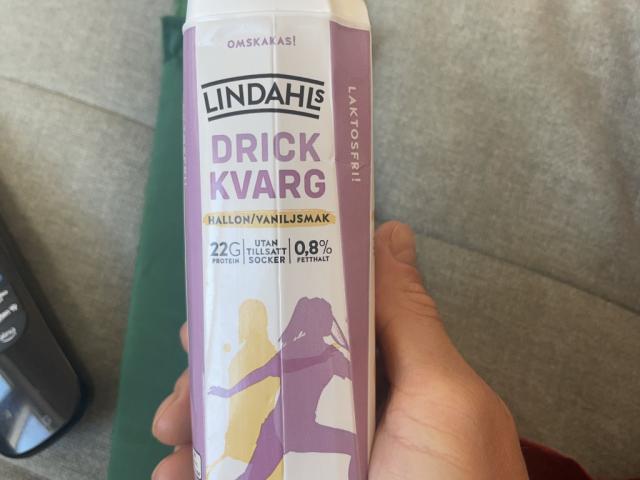 OMSKAKAS!
LINDAHLS
DRICK
KVARG
HALLON/VANILJSMAK
22G
PROTEIN
UTAN
TILLSATT
SOCKER
0,8%
FETTHALT
LAKTOSFRI!